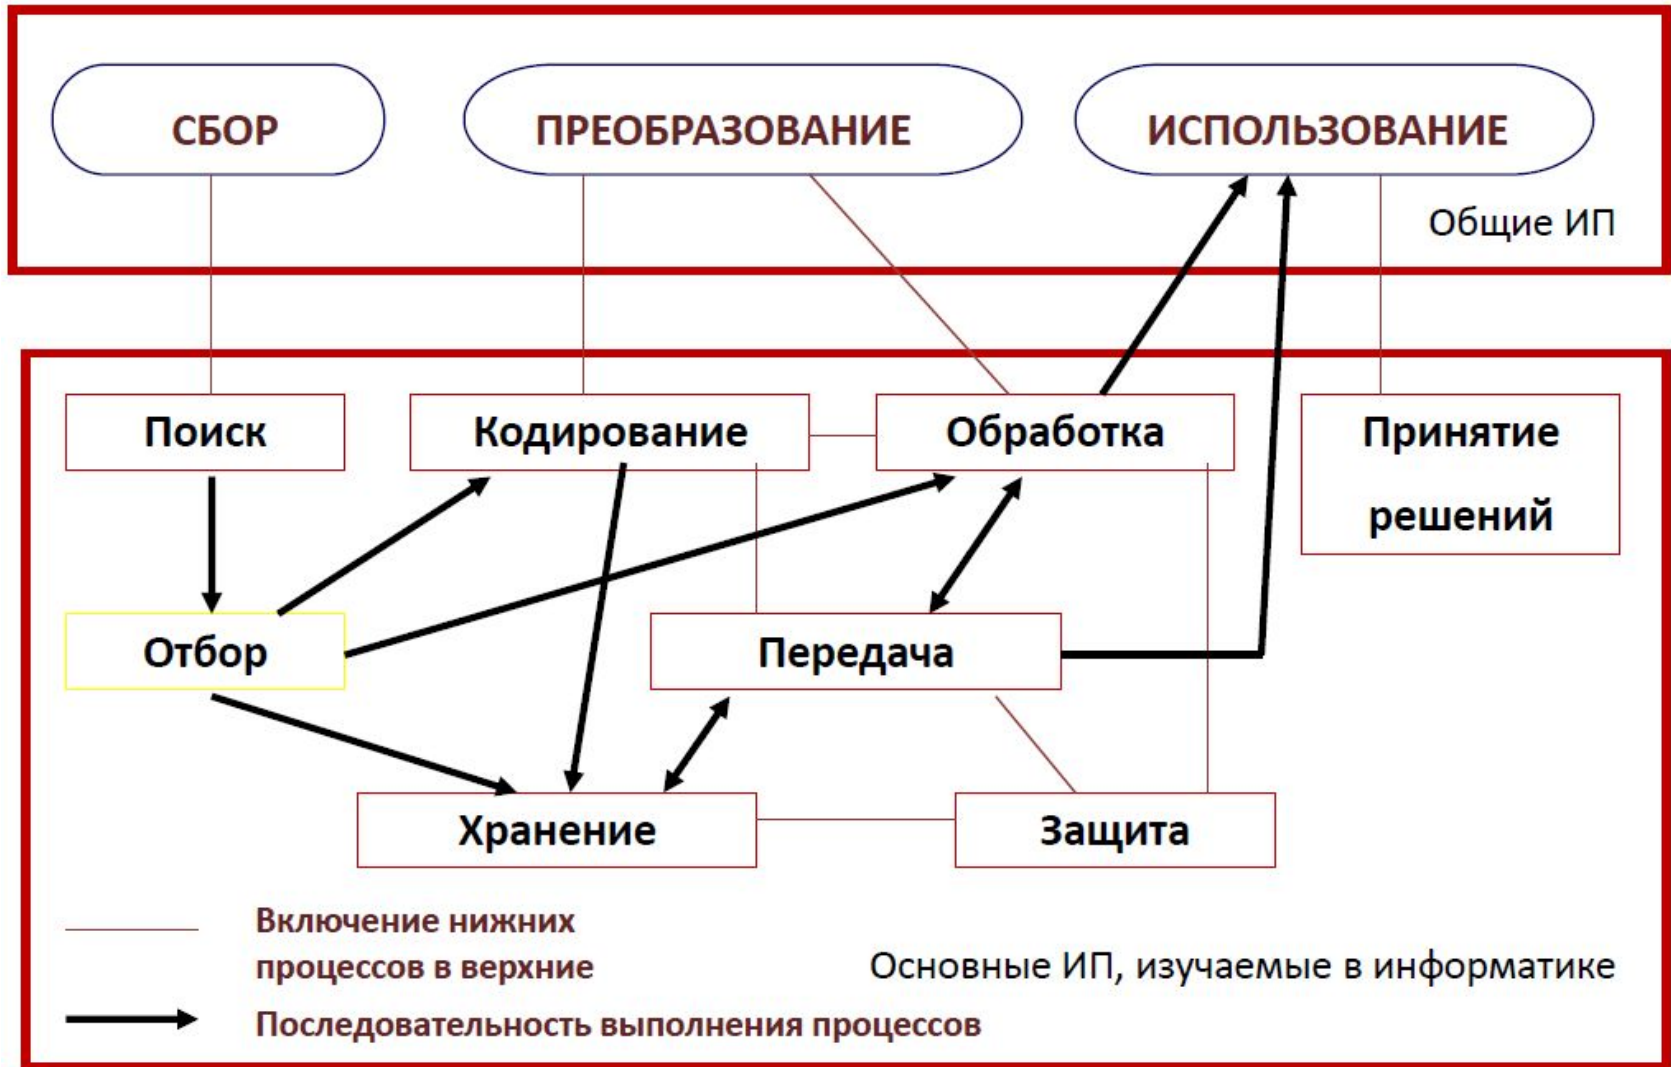 СБОР
ПРЕОБРАЗОВАНИЕ
ИСПОЛЬЗОВАНИЕ
Общие ИП
Поиск
Кодирование
Обработка
Принятие
решений
Отбор
Передача
Хранение
Защита
Включение нижних
процессов в верхние
Основные ИП, изучаемые в информатике
Последовательность выполнения процессов